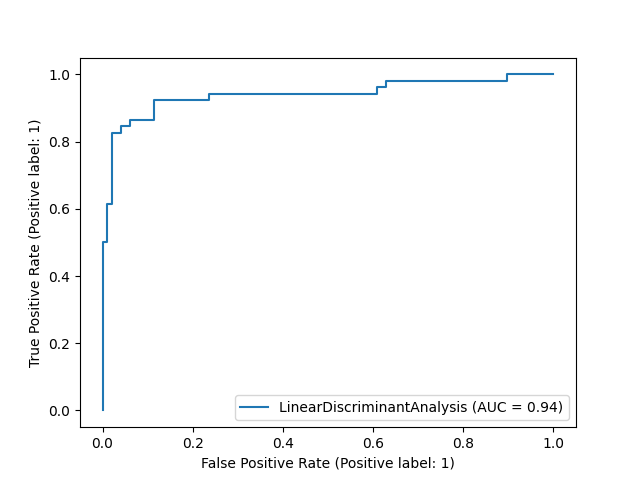 1.0
0.8
0.6
0.4
0.2
0.0
True Positive Rate (Positive label: 1)
LinearDiscriminantAnalysis (AUC = 0.94)
0.0 0.2 0.4 0.6 0.8 1.0
False Positive Rate (Positive label: 1)